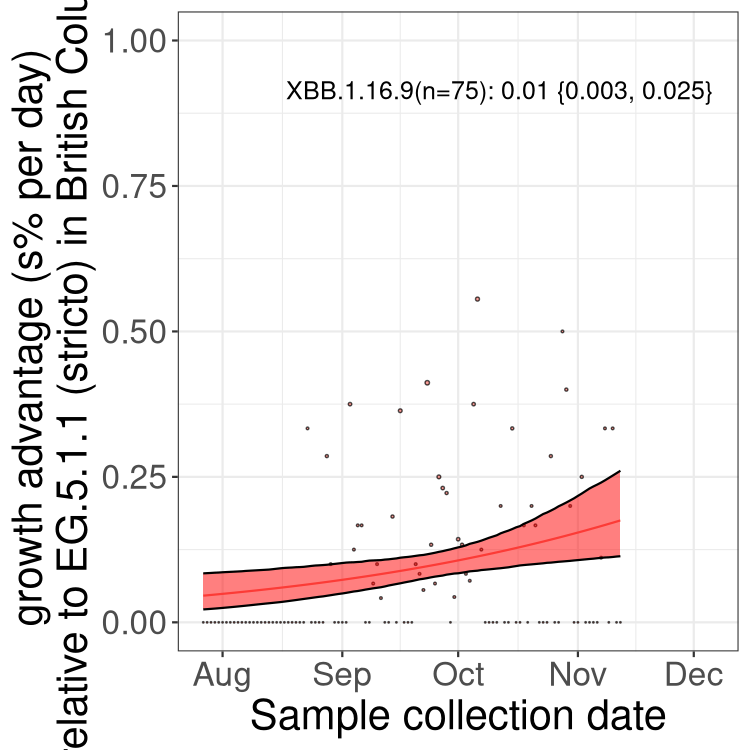 growth advantage (s% per day)
relative to EG.5.1.1 (stricto) in British Colu
1.00
0.75
0.50
0.25
0.00
XBB.1.16.9(n=75): 0.01 {0.003, 0.025}
Aug Sep Oct Nov Dec
Sample collection date